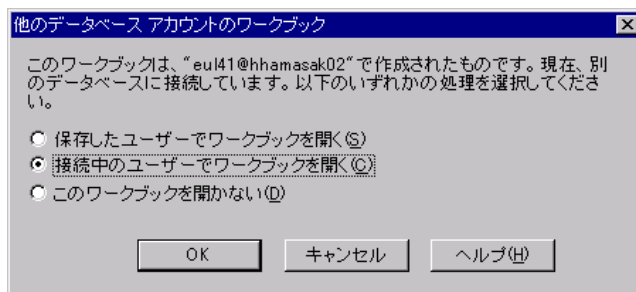 他のデータベース アカウントのワークブック
このワークブックは、“eul41@hhamasak02”で作成されたものです。現在、別
のデータベースに接続しています。以下のいずれかの処理を選択してくださ
い。
保存したユーザーでワークブックを開く(S)
接続中のユーザーでワークブックを開く(C)
このワークブックを開かない(D)
OK キャンセル ヘルプ(H)